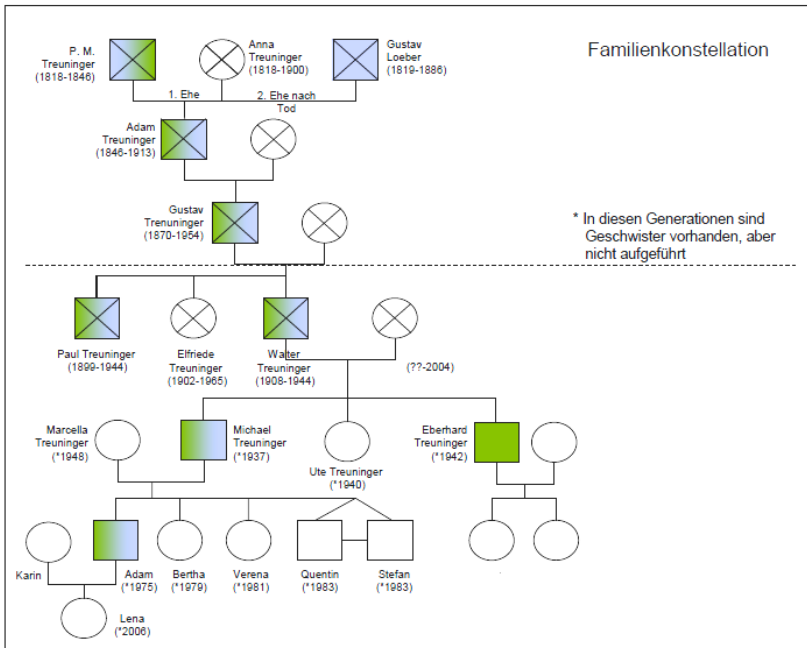 Familienkonstellation
P. M.
Treuninger
(1818-1846)
Anna
Treuninger
(1818-1900)
Gustav
Loeber
(1819-1886)
1. Ehe
2. Ehe nach
Tod
Adam
Treuninger
(1846-1913)
Gustav
Trenuninger
(1870-1954)
* In diesen Generationen sind
Geschwister vorhanden, aber
nicht aufgeführt
Paul Treuninger
(1899-1944)
Elfriede
Treuninger
(1902-1965)
Walter
Treuninger
(1908-1944)
(??-2004)
Marcella
Treuninger
(*1948)
Michael
Treuninger
(*1937)
Ute Treuninger
(*1940)
Eberhard
Treuninger
(*1942)
Karin
Adam
(*1975)
Bertha
(*1979)
Verena
(*1981)
Quentin
(*1983)
Stefan
(*1983)
Lena
(*2006)